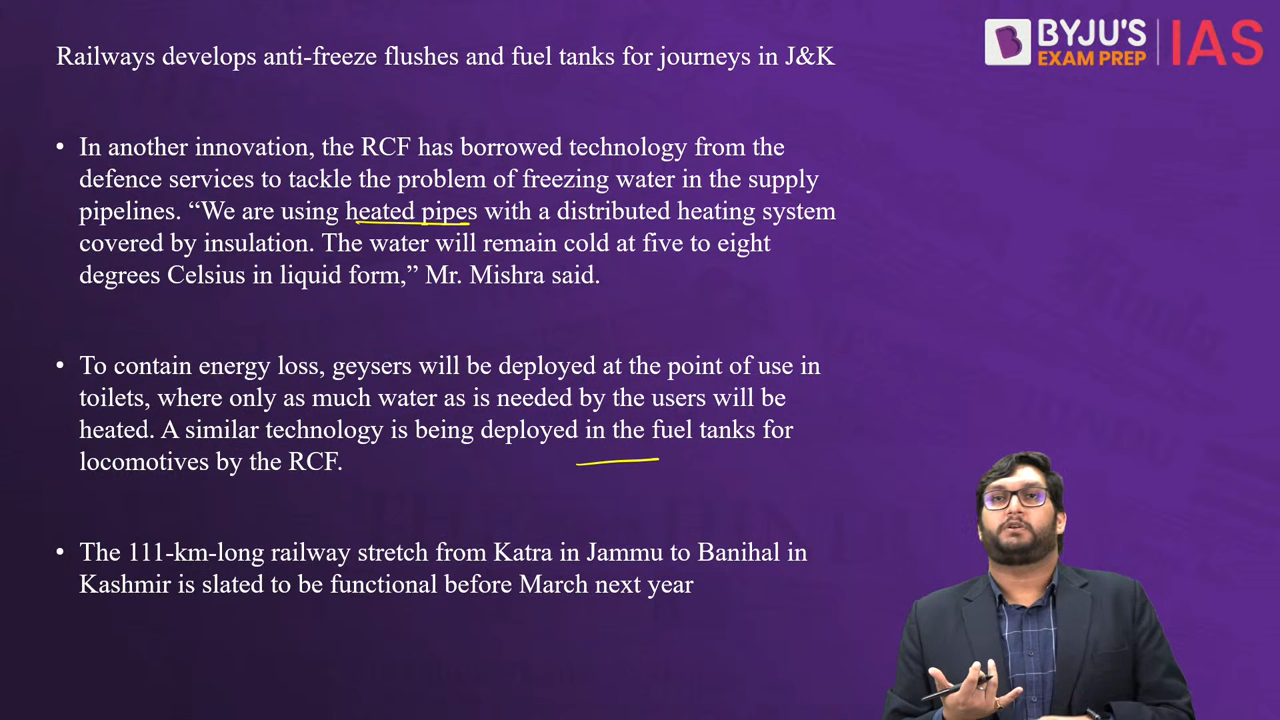 Railways develops anti-freeze flushes and fuel tanks for journeys in J&K
BYJU'S
EXAM PREP
IAS
• In another innovation, the RCF has borrowed technology from the
defence services to tackle the problem of freezing water in the supply
pipelines. “We are using heated pipes with a distributed heating system
covered by insulation. The water will remain cold at five to eight
degrees Celsius in liquid form,” Mr. Mishra said.
• To contain energy loss, geysers will be deployed at the point of use in
toilets, where only as much water as is needed by the users will be
heated. A similar technology is being deployed in the fuel tanks for
locomotives by the RCF.
• The 111-km-long railway stretch from Katra in Jammu to Banihal in
Kashmir is slated to be functional before March next year